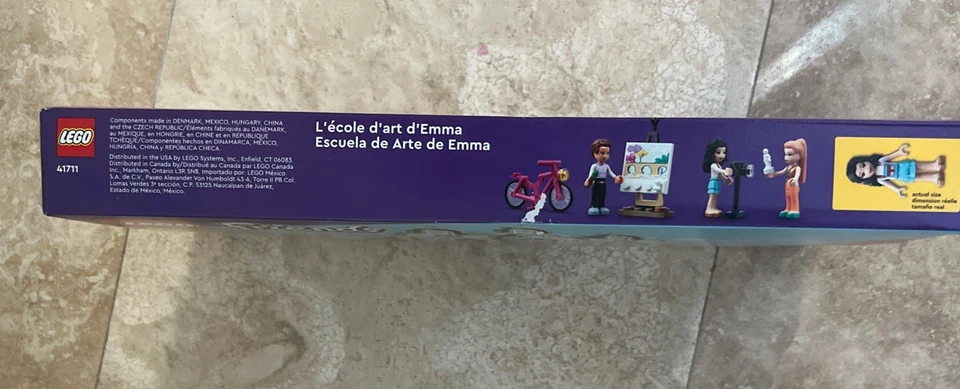 LEGO
41711
Components made in DENMARK, MEXICO, HUNGARY, CHINA
and the CZECH REPUBLIC/Éléments fabriqués au DANEMARK,
au MEXIQUE, en HONGRIE, en CHINE et en RÉPUBLIQUE
TCHÈQUE/Componentes hechos en DINAMARCA, MÉXICO,
HUNGRÍA, CHINA y REPÚBLICA CHECA.
Distributed in the USA by LEGO Systems, Inc., Enfield, CT 06083.
Distributed in Canada by/Distribué au Canada par LEGO Canada
Inc., Markham, Ontario L3R 5N8. Importado por: LEGO México
S.A. de C.V., Paseo Alexander Von Humboldt 43-A, Torre II PB Col.
Lomas Verdes 3ª sección, C.P. 53125 Naucalpan de Juárez,
Estado de México, México.
L'école d'art d'Emma
Escuela de Arte de Emma
actual size
dimension réelle
tamaño real